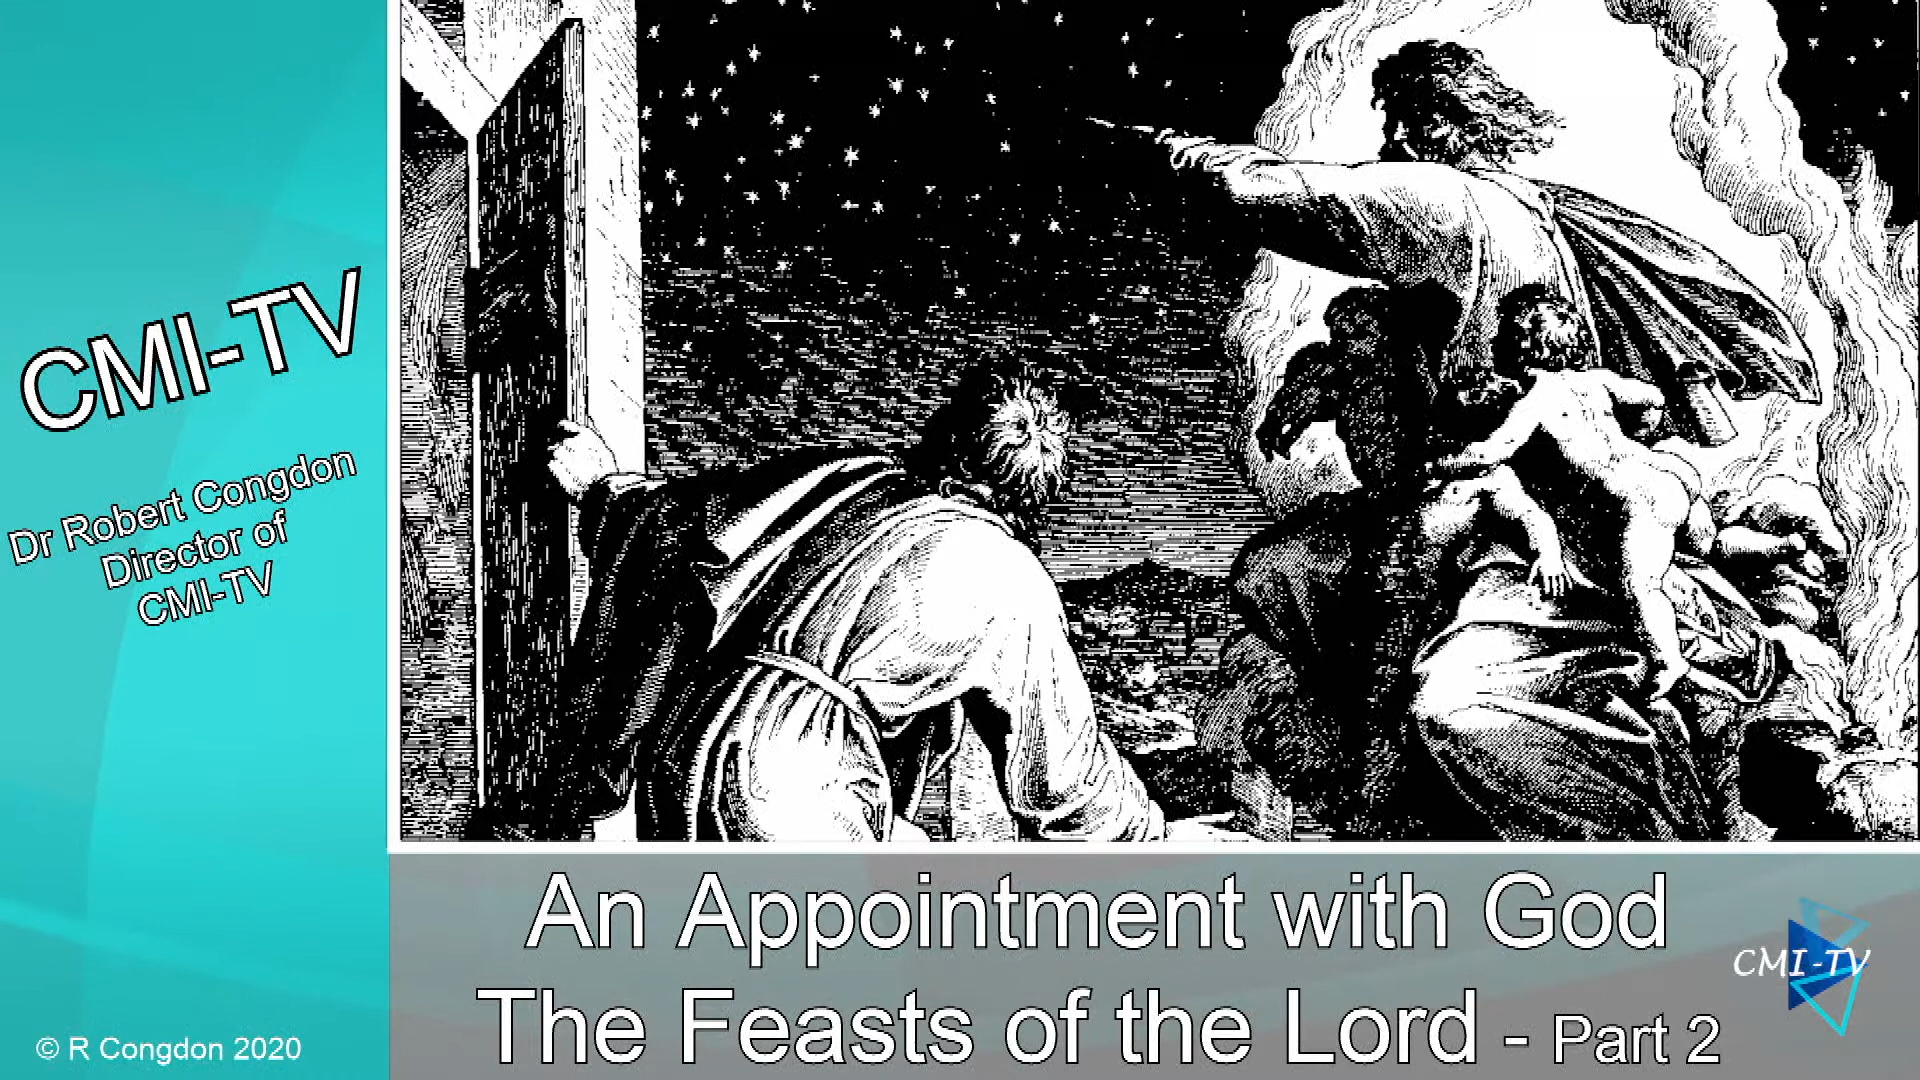 CMI-TV
Dr Robert Congdon
Director of
CMI-TV
© R Congdon 2020
An Appointment with God
The Feasts of the Lord - Part 2
CMI-TV